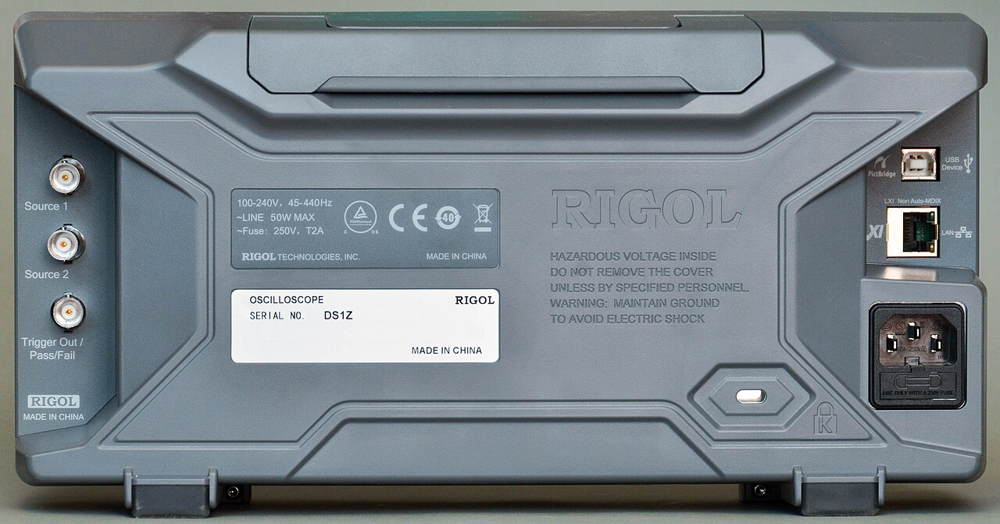 Source 1
Source 2
Trigger Out /
Pass/Fail
RIGOL
MADE IN CHINA
100-240V, 45-440Hz
~LINE 50W MAX
~Fuse: 250V, T2A
C US
CE
40
RIGOL TECHNOLOGIES, INC.
MADE IN CHINA
OSCILLOSCOPE
RIGOL
SERIAL NO. DS1Z
MADE IN CHINA
RIGOL
HAZARDOUS VOLTAGE INSIDE
DO NOT REMOVE THE COVER
UNLESS BY SPECIFIED PERSONNEL.
WARNING: MAINTAIN GROUND
TO AVOID ELECTRIC SHOCK
K
PictBridge
USB
Device
LXI Non Auto-MDIX
XI
LAN
250V
USE ONLY WITH A 250V FUSE